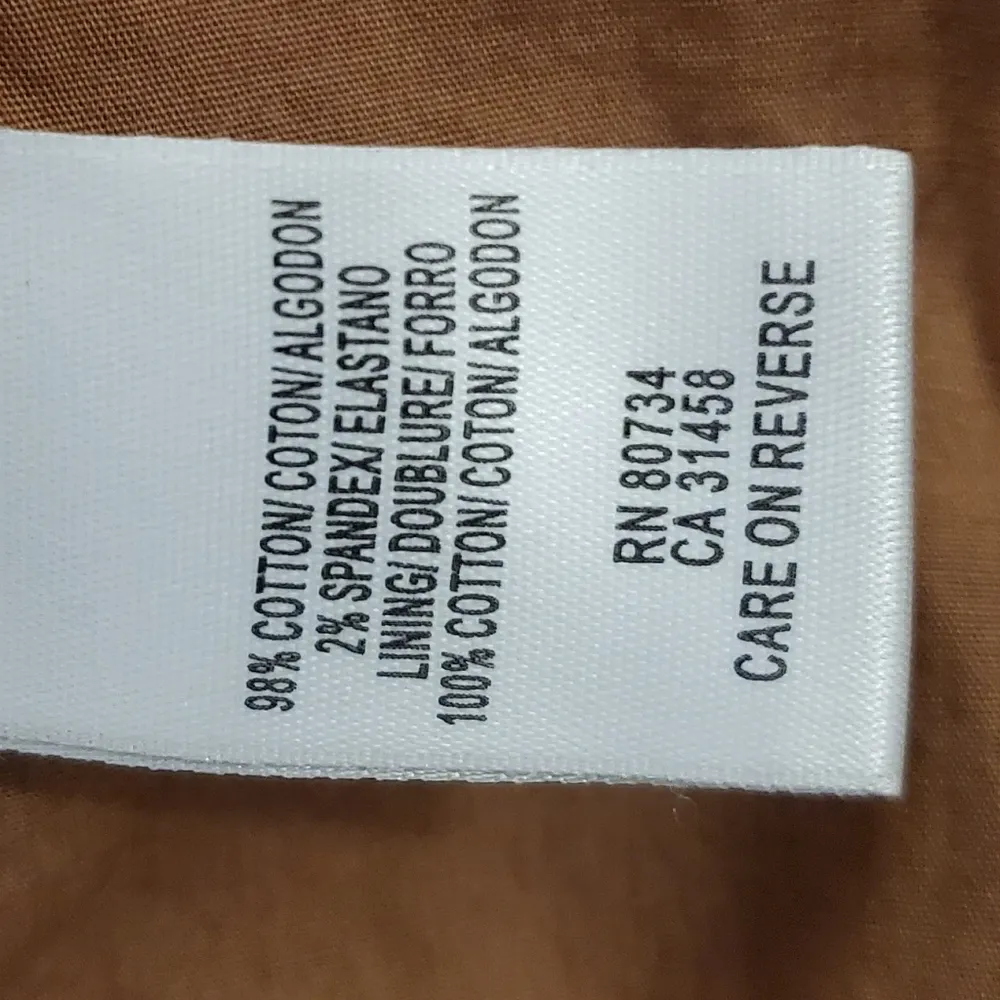 98% COTTON/ COTON/ ALGODON
2% SPANDEX/ ELASTANO
LINING/ DOUBLURE/ FORRO
100% COTTON/ COTON/ ALGODON
RN 80734
CA 31458
CARE ON REVERSE